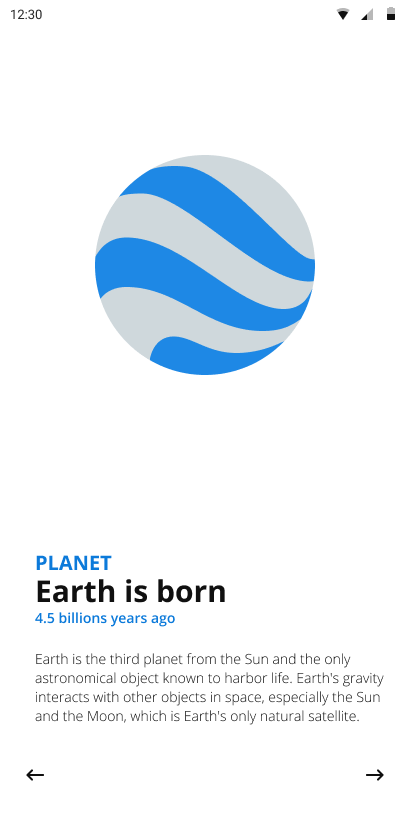 12:30
PLANET
Earth is born
4.5 billions years ago
Earth is the third planet from the Sun and the only
astronomical object known to harbor life. Earth's gravity
interacts with other objects in space, especially the Sun
and the Moon, which is Earth's only natural satellite.